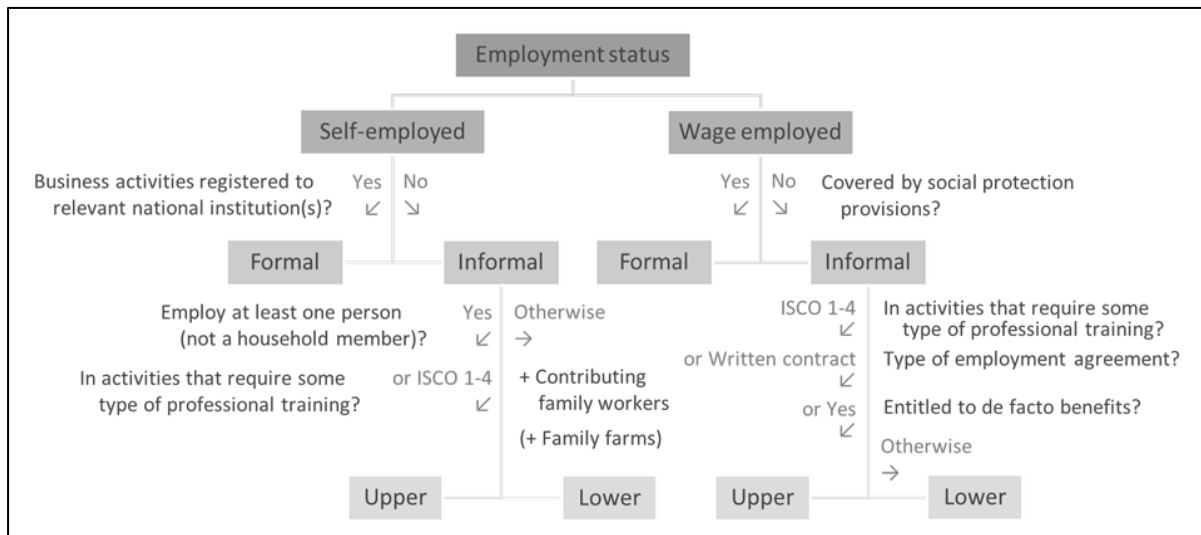 Employment status
Self-employed
Wage employed
Business activities registered to
relevant national institution(s)?
Yes
No
↙
↘
Yes
No
↙
↘
Covered by social protection
provisions?
Formal
Informal
Formal
Informal
Employ at least one person
(not a household member)?
Yes
↙
Otherwise
→
In activities that require some
type of professional training?
or ISCO 1-4
↙
+ Contributing
family workers
(+ Family farms)
ISCO 1-4
↙
In activities that require some
type of professional training?
or Written contract
↙
Type of employment agreement?
or Yes
↙
Entitled to de facto benefits?
Otherwise
→
Upper
Lower
Upper
Lower